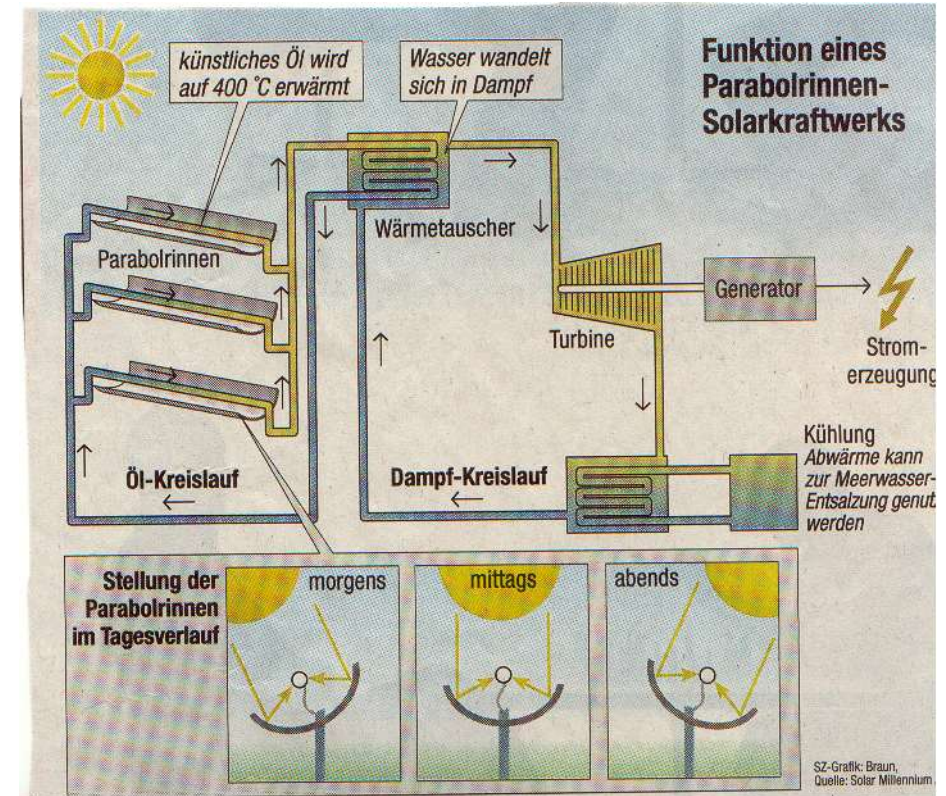 Funktion eines
Parabolrinnen-
Solarkraftwerks
künstliches Öl wird
auf 400 °C erwärmt
Wasser wandelt
sich in Dampf
Wärmetauscher
Parabolrinnen
Generator
Turbine
Strom-
erzeugung
Kühlung
Abwärme kann
zur Meerwasser-
Entsalzung genut
werden
Öl-Kreislauf
Dampf-Kreislauf
Stellung der
Parabolrinnen
im Tagesverlauf
morgens
mittags
abends
SZ-Grafik: Braun,
Quelle: Solar Millennium